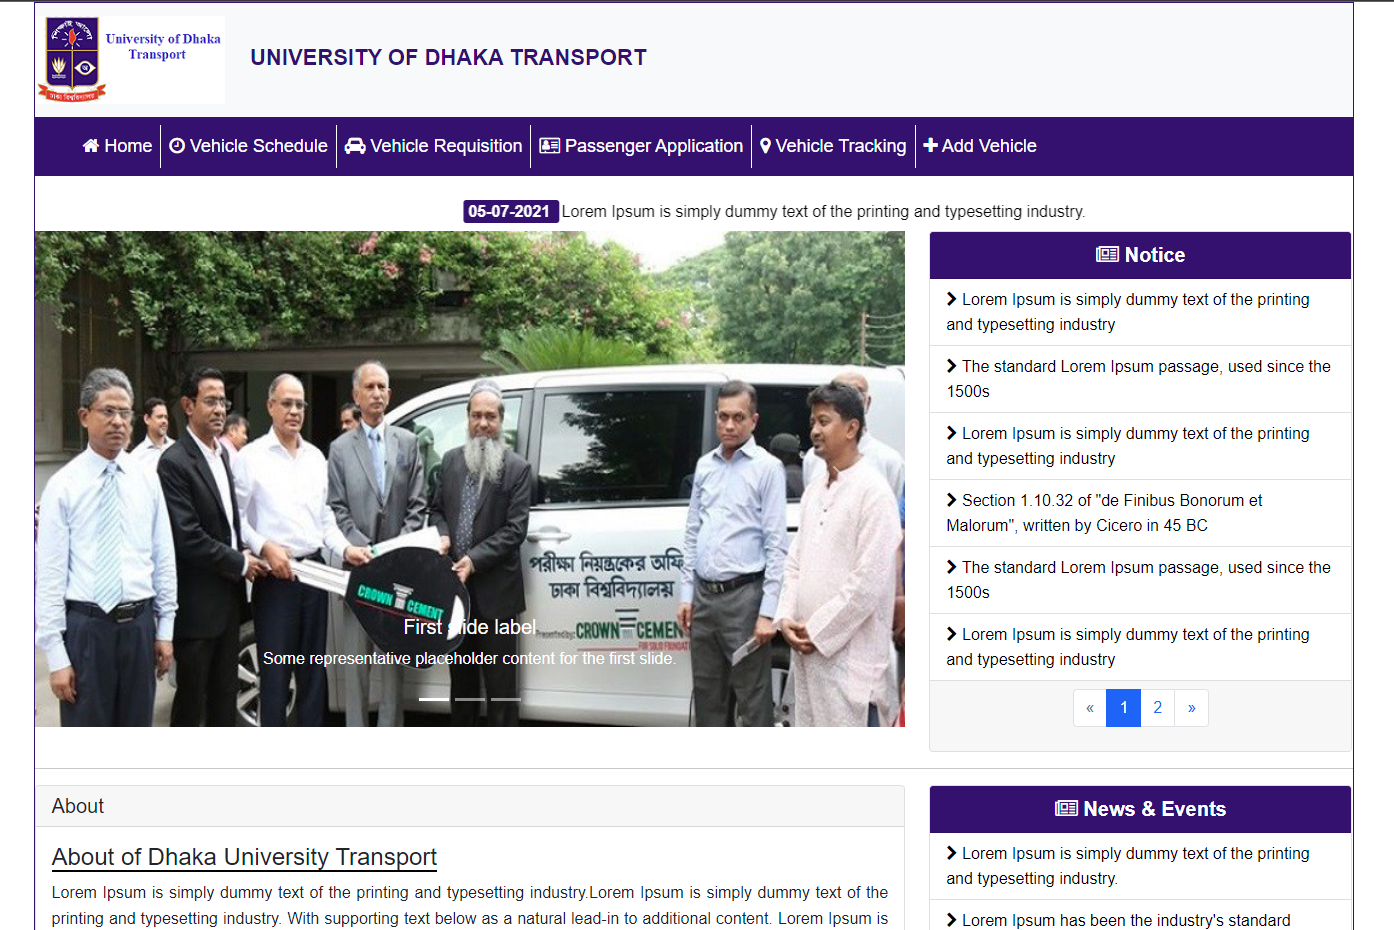 শিক্ষাই আলো
ঢাকা বিশ্ববিদ্যালয়
University of Dhaka
Transport
UNIVERSITY OF DHAKA TRANSPORT
Home
Vehicle Schedule
Vehicle Requisition
Passenger Application
Vehicle Tracking
Add Vehicle
05-07-2021 Lorem Ipsum is simply dummy text of the printing and typesetting industry.
CROWN CEMENT
পরীক্ষা নিয়ন্ত্রকের অফি
ঢাকা বিশ্ববিদ্যালয়
Presented by: CROWN CEMEN
FOR SOLID FOUNDAT
First slide label
Some representative placeholder content for the first slide.
Notice
Lorem Ipsum is simply dummy text of the printing
and typesetting industry
The standard Lorem Ipsum passage, used since the
1500s
Lorem Ipsum is simply dummy text of the printing
and typesetting industry
Section 1.10.32 of "de Finibus Bonorum et
Malorum", written by Cicero in 45 BC
The standard Lorem Ipsum passage, used since the
1500s
Lorem Ipsum is simply dummy text of the printing
and typesetting industry
« 1 2 »
About
About of Dhaka University Transport
Lorem Ipsum is simply dummy text of the printing and typesetting industry.Lorem Ipsum is simply dummy text of the
printing and typesetting industry. With supporting text below as a natural lead-in to additional content. Lorem Ipsum is
News & Events
Lorem Ipsum is simply dummy text of the printing
and typesetting industry.
Lorem Ipsum has been the industry's standard